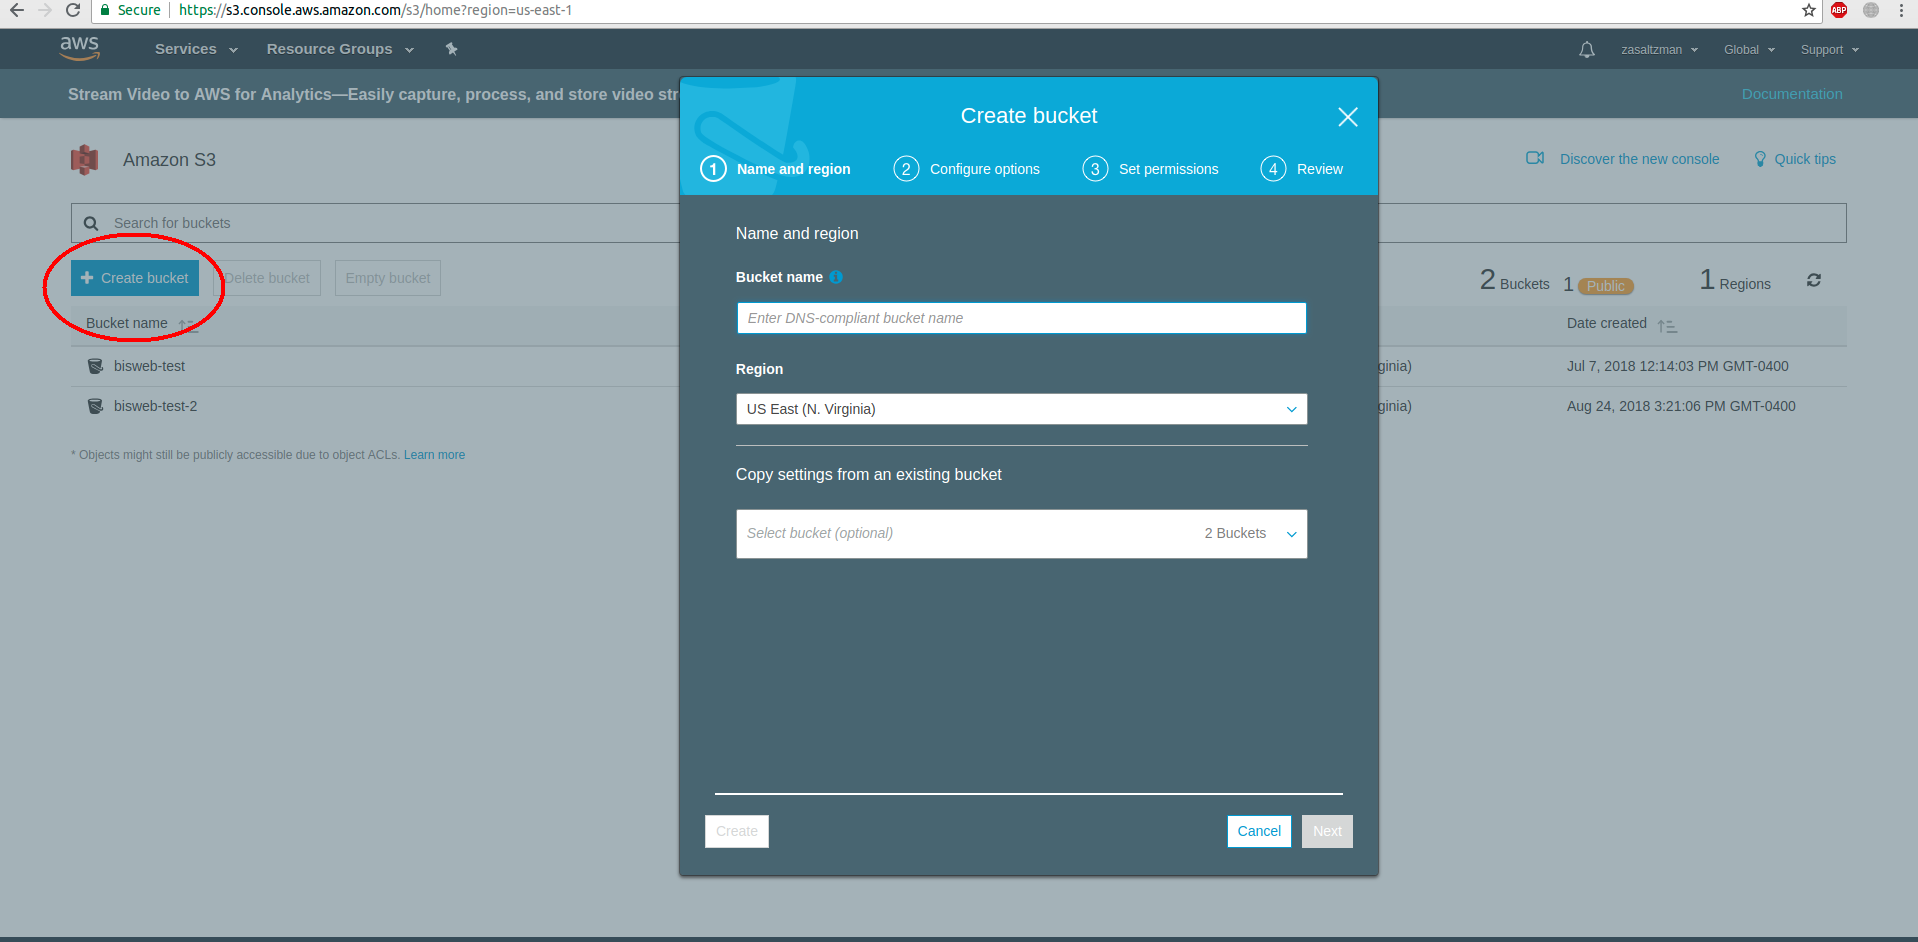 Secure https://s3.console.aws.amazon.com/s3/home?region=us-east-1
ABP
aws Services Resource Groups zasaltzman Global Support
Stream Video to AWS for Analytics—Easily capture, process, and store video str Documentation
Amazon S3 Discover the new console Quick tips
Search for buckets
+ Create bucket Delete bucket Empty bucket 2 Buckets 1 Public 1 Regions
Bucket name Date created
bisweb-test ginia) Jul 7, 2018 12:14:03 PM GMT-0400
bisweb-test-2 ginia) Aug 24, 2018 3:21:06 PM GMT-0400
* Objects might still be publicly accessible due to object ACLs. Learn more
Create bucket
1 Name and region 2 Configure options 3 Set permissions 4 Review
Name and region
Bucket name
Enter DNS-compliant bucket name
Region
US East (N. Virginia)
Copy settings from an existing bucket
Select bucket (optional) 2 Buckets
Create Cancel Next